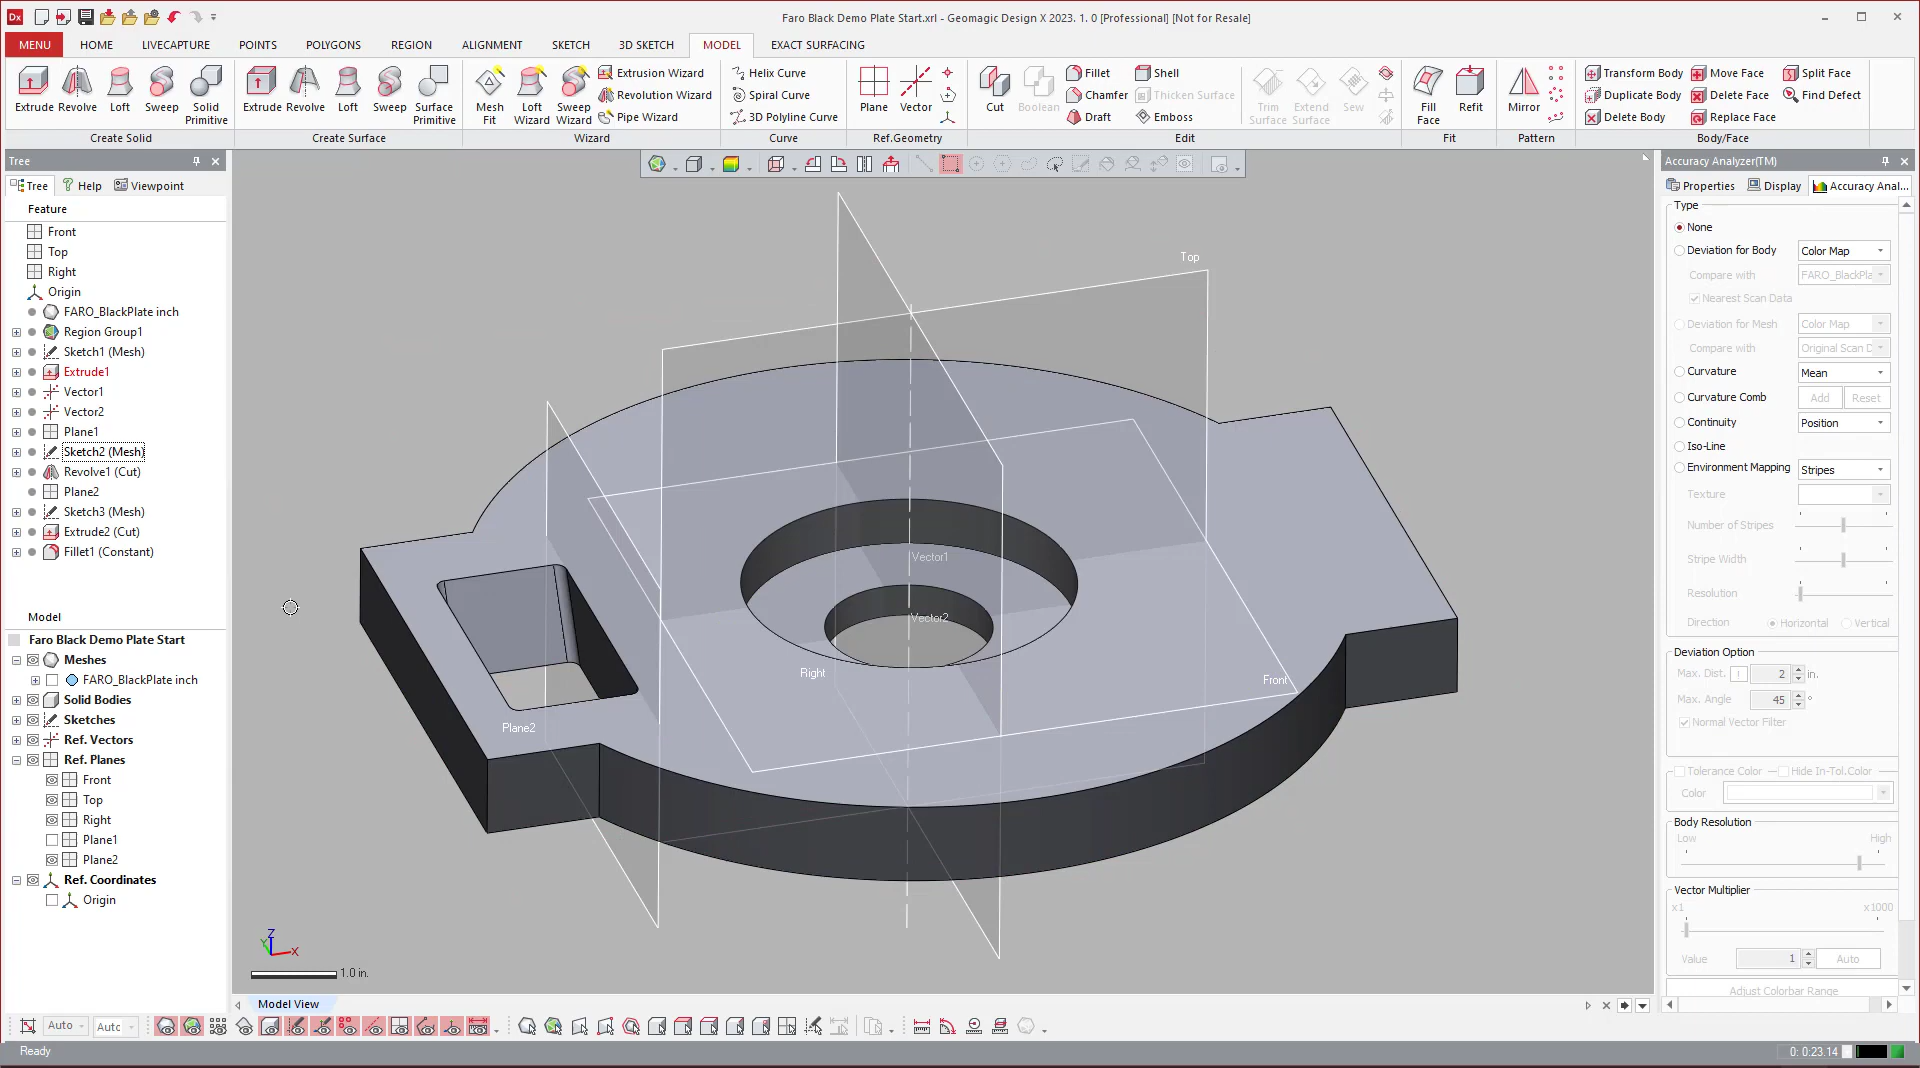 Faro Black Demo Plate Start.xrl - Geomagic Design X 2023. 1. 0 [Professional] [Not for Resale]
MENU HOME LIVECAPTURE POINTS POLYGONS REGION ALIGNMENT SKETCH 3D SKETCH MODEL EXACT SURFACING
Extrude Revolve Loft Sweep Solid Primitive
Create Solid
Extrude Revolve Loft Sweep Surface Primitive
Create Surface
Mesh Fit Loft Wizard Sweep Wizard
Extrusion Wizard
Revolution Wizard
Pipe Wizard
Wizard
Helix Curve
Spiral Curve
3D Polyline Curve
Curve
Plane Vector
Ref.Geometry
Cut Boolean
Fillet
Chamfer
Draft
Shell
Thicken Surface
Emboss
Trim Surface Extend Surface Sew
Edit
Fill Face Refit
Fit
Mirror
Pattern
Transform Body
Duplicate Body
Delete Body
Move Face
Delete Face
Replace Face
Split Face
Find Defect
Body/Face
Tree
Tree Help Viewpoint
Feature
Front
Top
Right
Origin
FARO_BlackPlate inch
Region Group1
Sketch1 (Mesh)
Extrude1
Vector1
Vector2
Plane1
Sketch2 (Mesh)
Revolve1 (Cut)
Plane2
Sketch3 (Mesh)
Extrude2 (Cut)
Fillet1 (Constant)
Model
Faro Black Demo Plate Start
Meshes
FARO_BlackPlate inch
Solid Bodies
Sketches
Ref. Vectors
Ref. Planes
Front
Top
Right
Plane1
Plane2
Ref. Coordinates
Origin
Top
Vector1
Vector2
Right
Front
Plane2
Z
Y
X
1.0 in.
Model View
Accuracy Analyzer(TM)
Properties Display Accuracy Anal...
Type
None
Deviation for Body Color Map
Compare with FARO_BlackPla
Nearest Scan Data
Deviation for Mesh Color Map
Compare with Original Scan D
Curvature Mean
Curvature Comb Add Reset
Continuity Position
Iso-Line
Environment Mapping Stripes
Texture
Number of Stripes
Stripe Width
Resolution
Direction Horizontal Vertical
Deviation Option
Max. Dist. ! 2 in.
Max. Angle 45 °
Normal Vector Filter
Tolerance Color Hide In-Tol.Color
Color
Body Resolution
Low High
Vector Multiplier
x1 x1000
Value 1 Auto
Adjust Colorbar Range
Auto Auto
Ready
0: 0:23.14